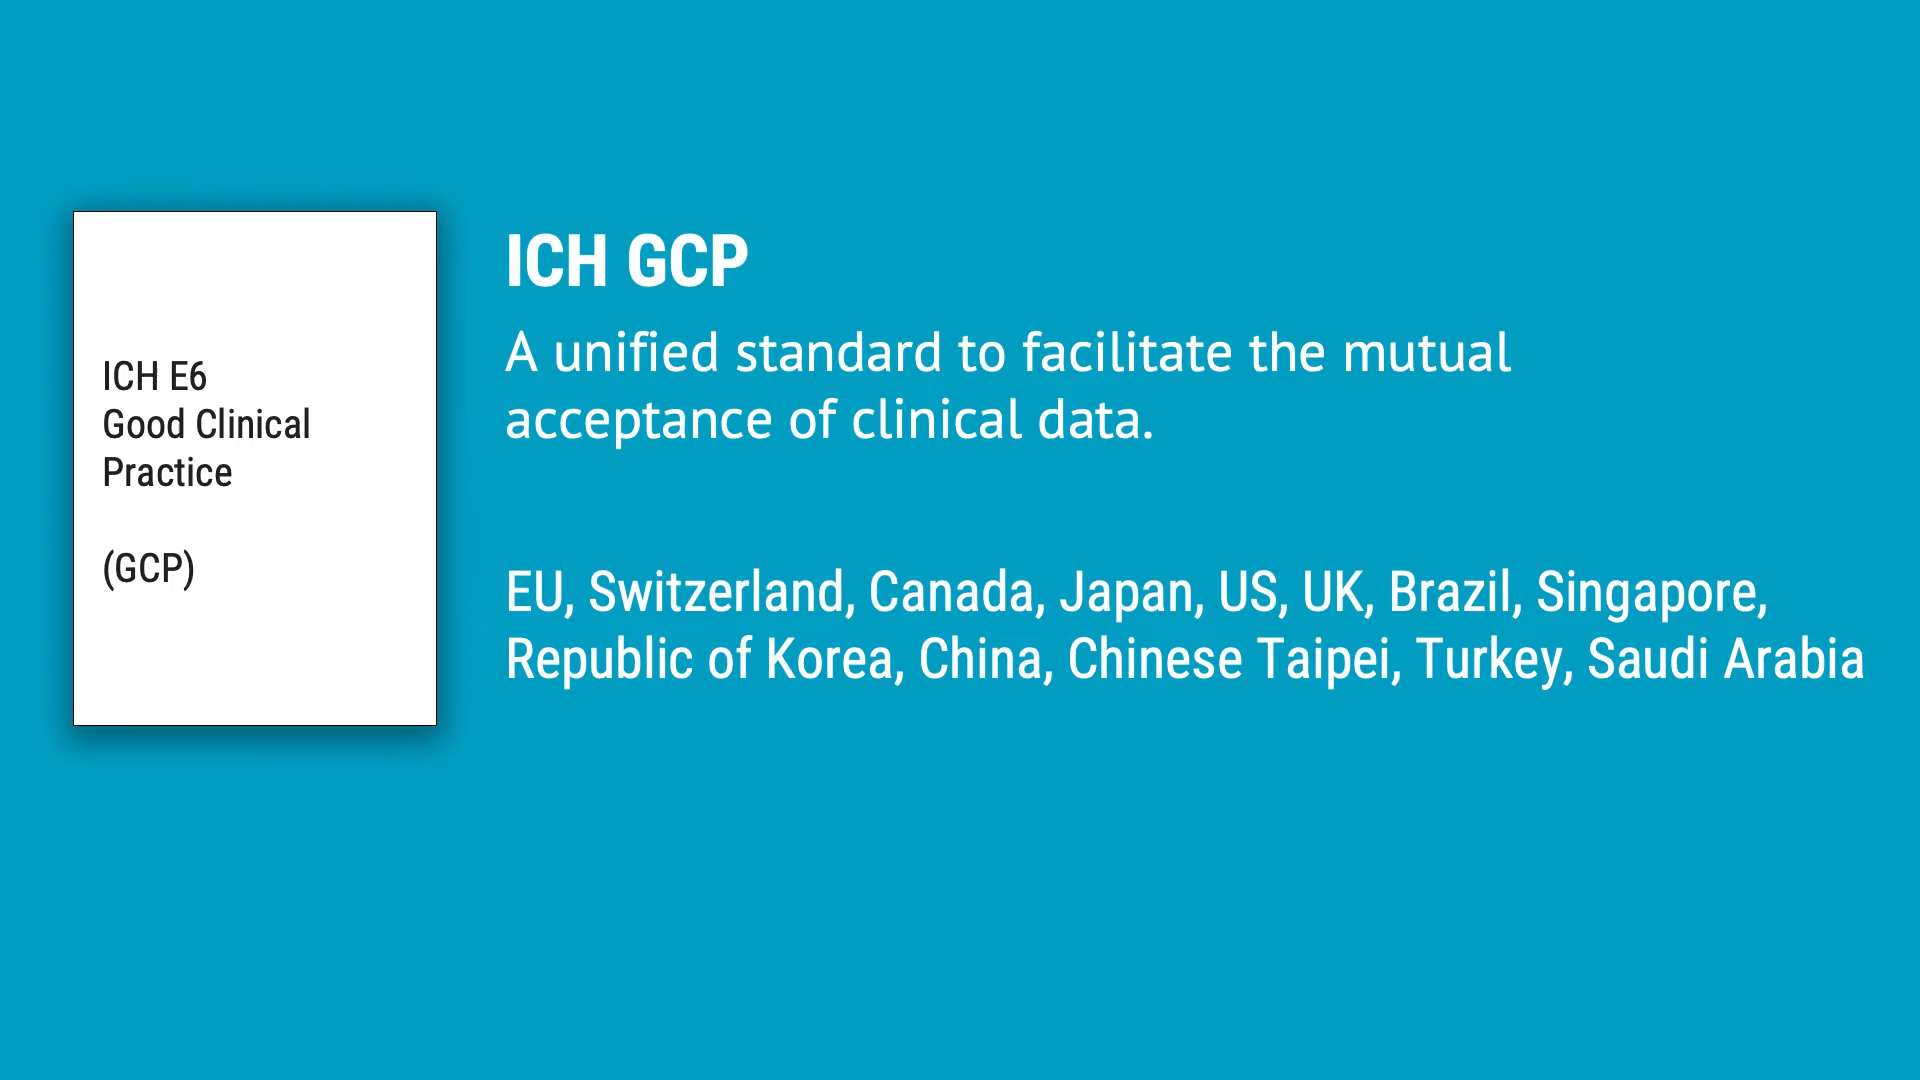 ICH E6
Good Clinical
Practice
(GCP)
ICH GCP
A unified standard to facilitate the mutual
acceptance of clinical data.
EU, Switzerland, Canada, Japan, US, UK, Brazil, Singapore,
Republic of Korea, China, Chinese Taipei, Turkey, Saudi Arabia